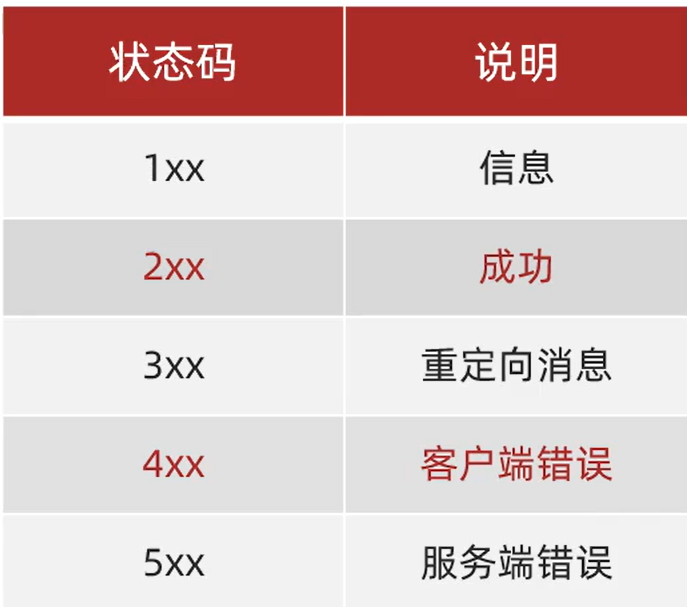 状态码 说明
1xx 信息
2xx 成功
3xx 重定向消息
4xx 客户端错误
5xx 服务端错误